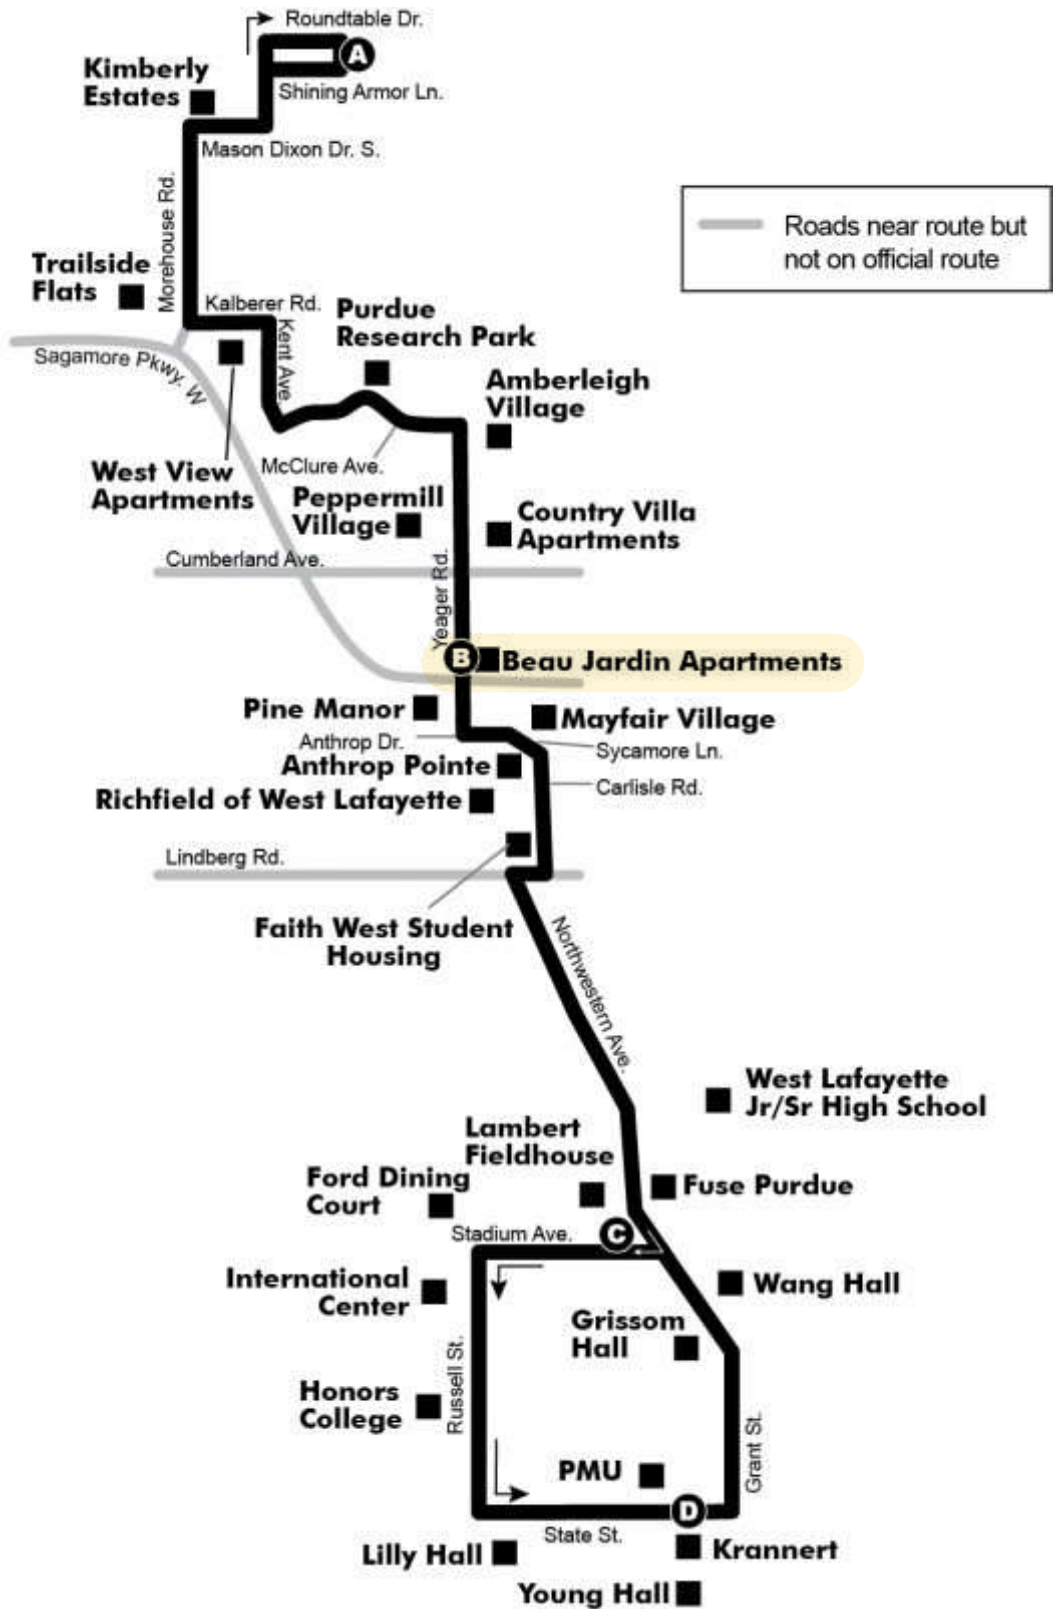 Roundtable Dr.
A
Kimberly
Estates
Shining Armor Ln.
Mason Dixon Dr. S.
Morehouse Rd.
Roads near route but
not on official route
Trailside
Flats
Kalberer Rd.
Purdue
Research Park
Kent Ave.
Sagamore Pkwy. W
Amberleigh
Village
West View
Apartments
McClure Ave.
Peppermill
Village
Country Villa
Apartments
Cumberland Ave.
Yeager Rd.
B
Beau Jardin Apartments
Pine Manor
Mayfair Village
Anthrop Dr.
Sycamore Ln.
Anthrop Pointe
Carlisle Rd.
Richfield of West Lafayette
Lindberg Rd.
Faith West Student
Housing
Northwestern Ave.
West Lafayette
Jr/Sr High School
Lambert
Fieldhouse
Ford Dining
Court
Fuse Purdue
Stadium Ave.
C
International
Center
Wang Hall
Grissom
Hall
Russell St.
Honors
College
Grant St.
PMU
D
State St.
Lilly Hall
Krannert
Young Hall